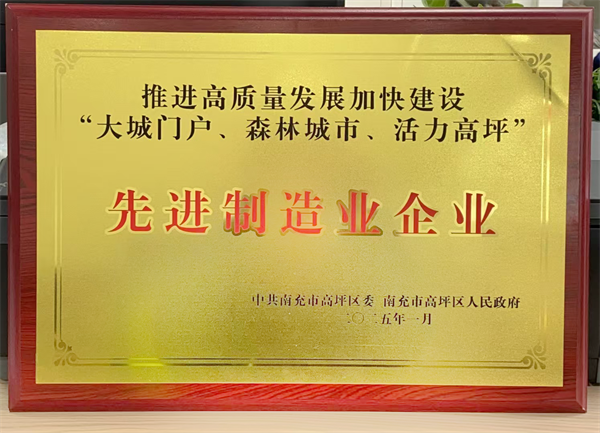 推进高质量发展加快建设
“大城门户、森林城市、活力高坪”
先进制造业企业
中共南充市高坪区委 南充市高坪区人民政府
二〇二五年一月